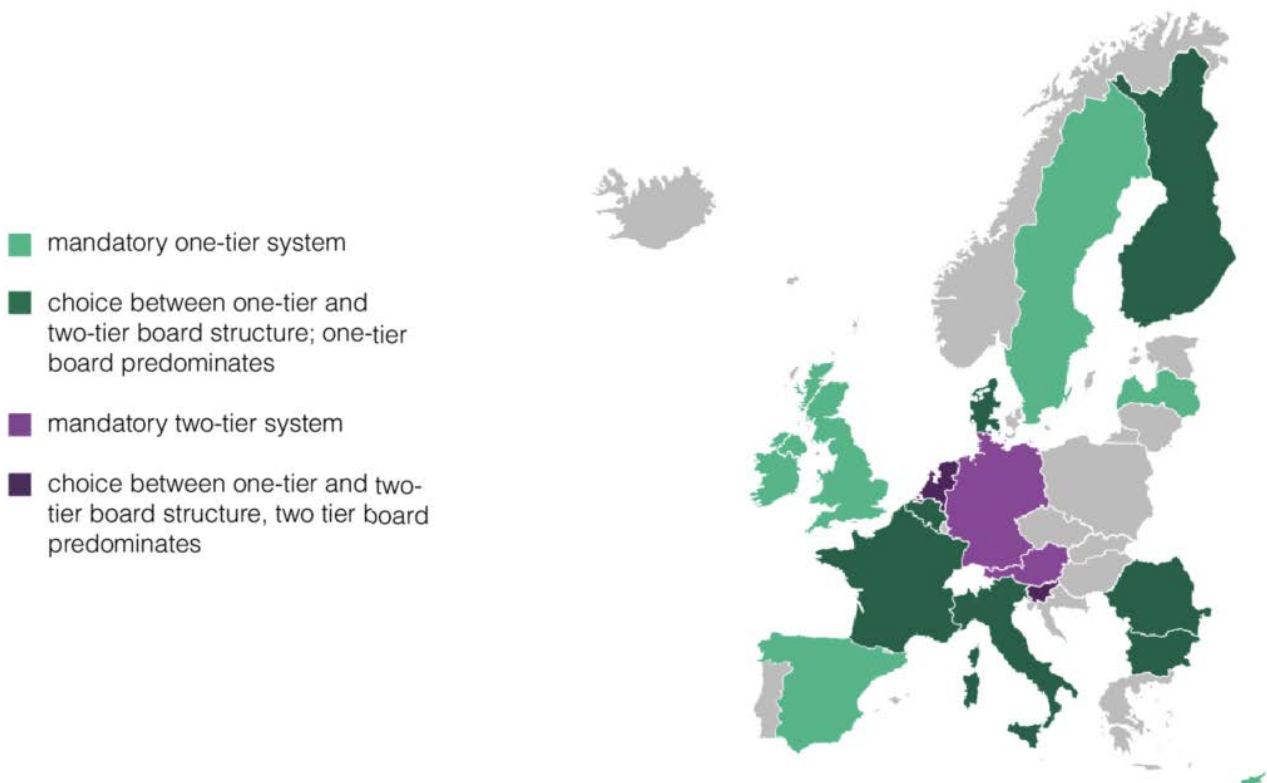 mandatory one-tier system
choice between one-tier and
two-tier board structure; one-tier
board predominates
mandatory two-tier system
choice between one-tier and two-
tier board structure, two tier board
predominates